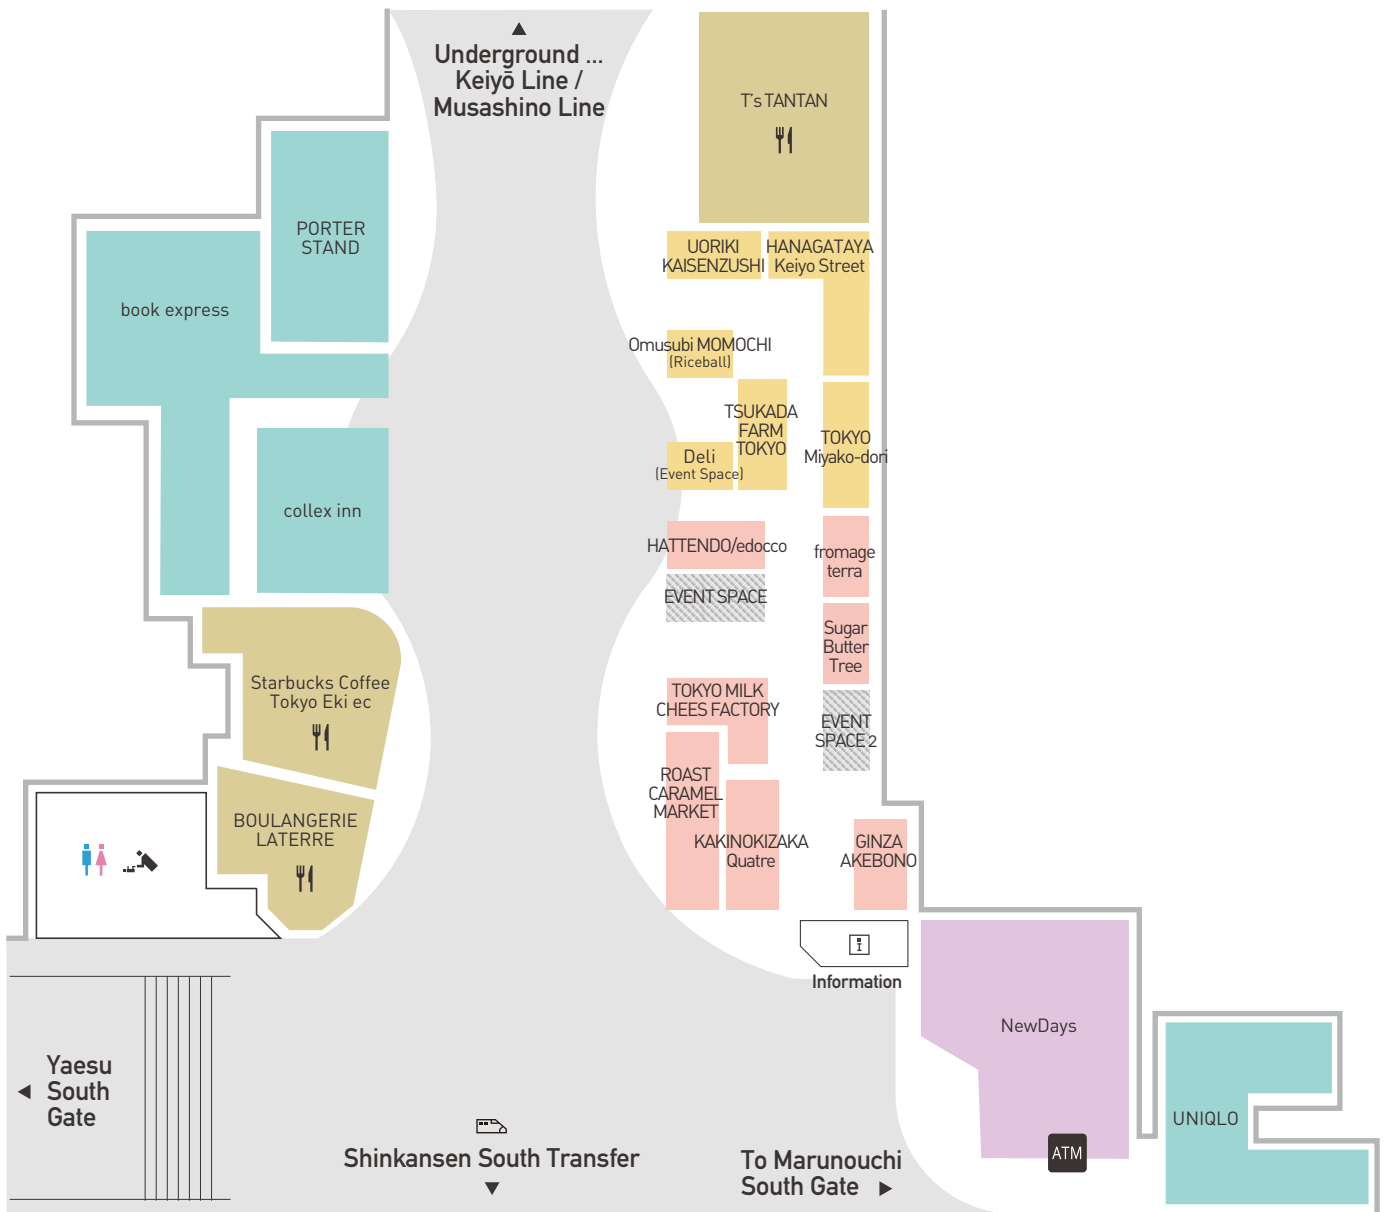 Underground ...
Keiyō Line /
Musashino Line
T's TANTAN
PORTER
STAND
UORIKI
KAISENZUSHI
HANAGATAYA
Keiyo Street
book express
Omusubi MOMOCHI
(Riceball)
TSUKADA
FARM
TOKYO
TOKYO
Miyako-dori
Deli
(Event Space)
collex inn
HATTENDO/edocco
fromage
terra
EVENT SPACE
Sugar
Butter
Tree
Starbucks Coffee
Tokyo Eki ec
TOKYO MILK
CHEES FACTORY
EVENT
SPACE 2
ROAST
CARAMEL
MARKET
BOULANGERIE
LATERRE
KAKINOKIZAKA
Quatre
GINZA
AKEBONO
i
Information
NewDays
Yaesu
South
Gate
UNIQLO
ATM
Shinkansen South Transfer
To Marunouchi
South Gate